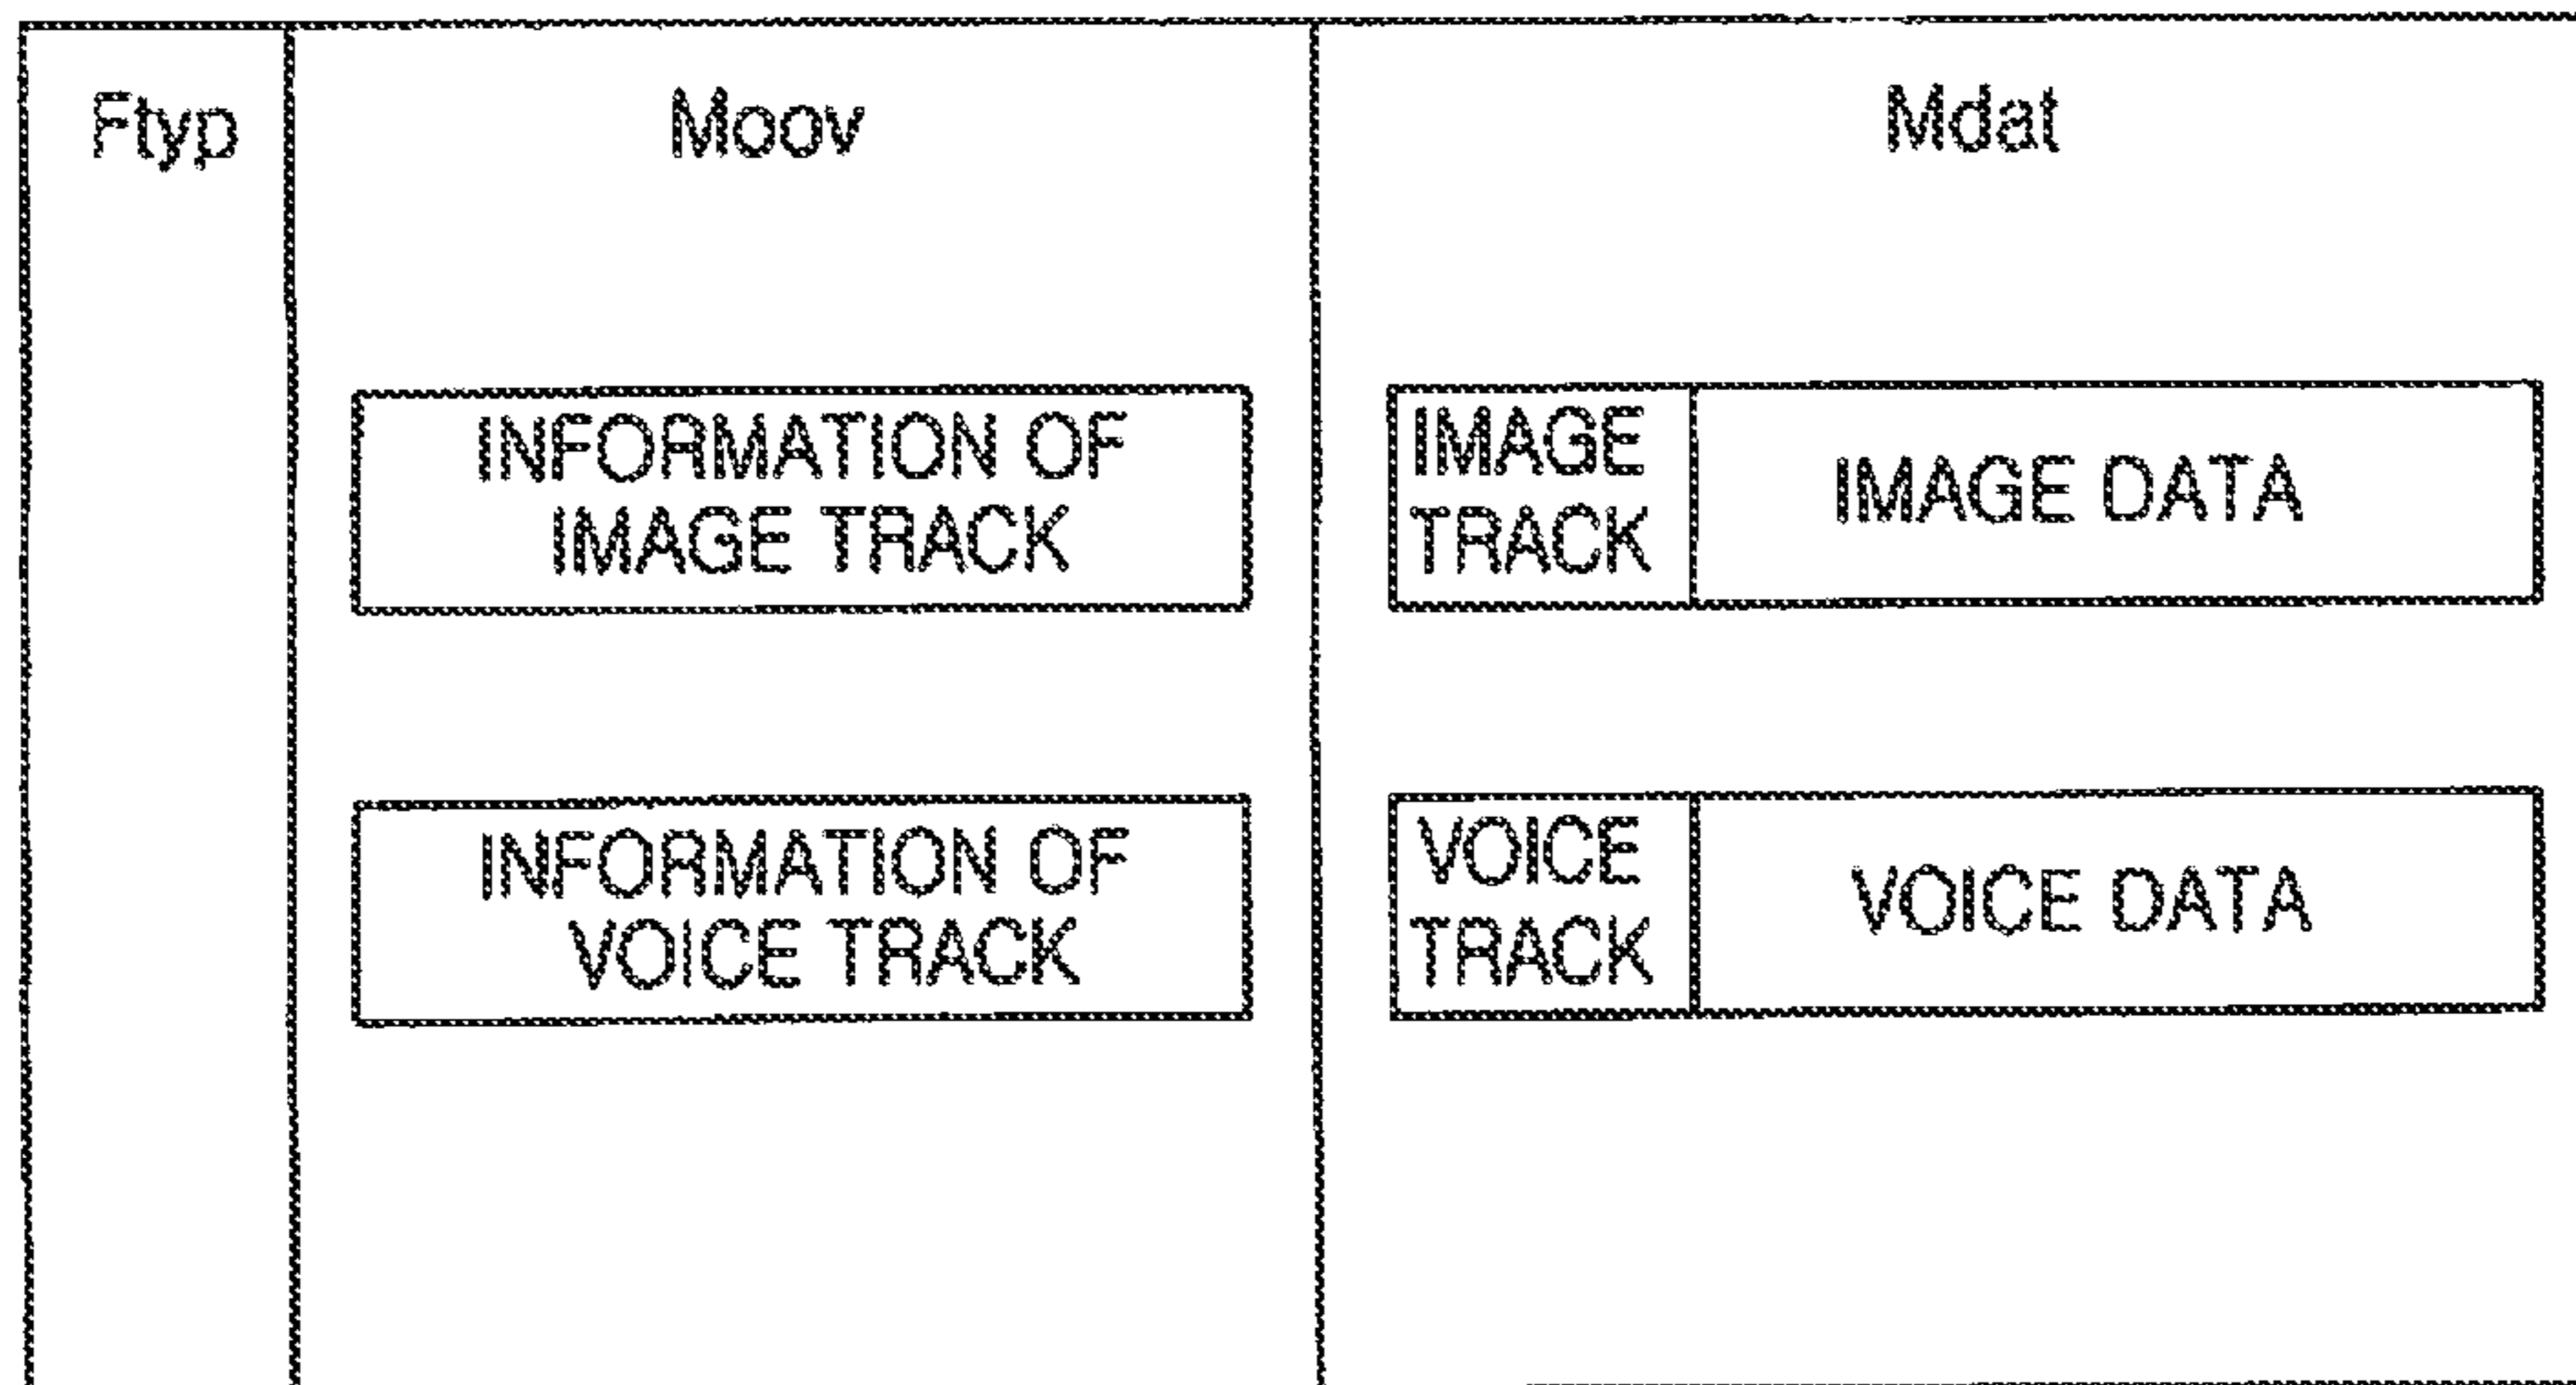 Ftyp
Moov
Mdat
INFORMATION OF
IMAGE TRACK
IMAGE
TRACK
IMAGE DATA
INFORMATION OF
VOICE TRACK
VOICE
TRACK
VOICE DATA